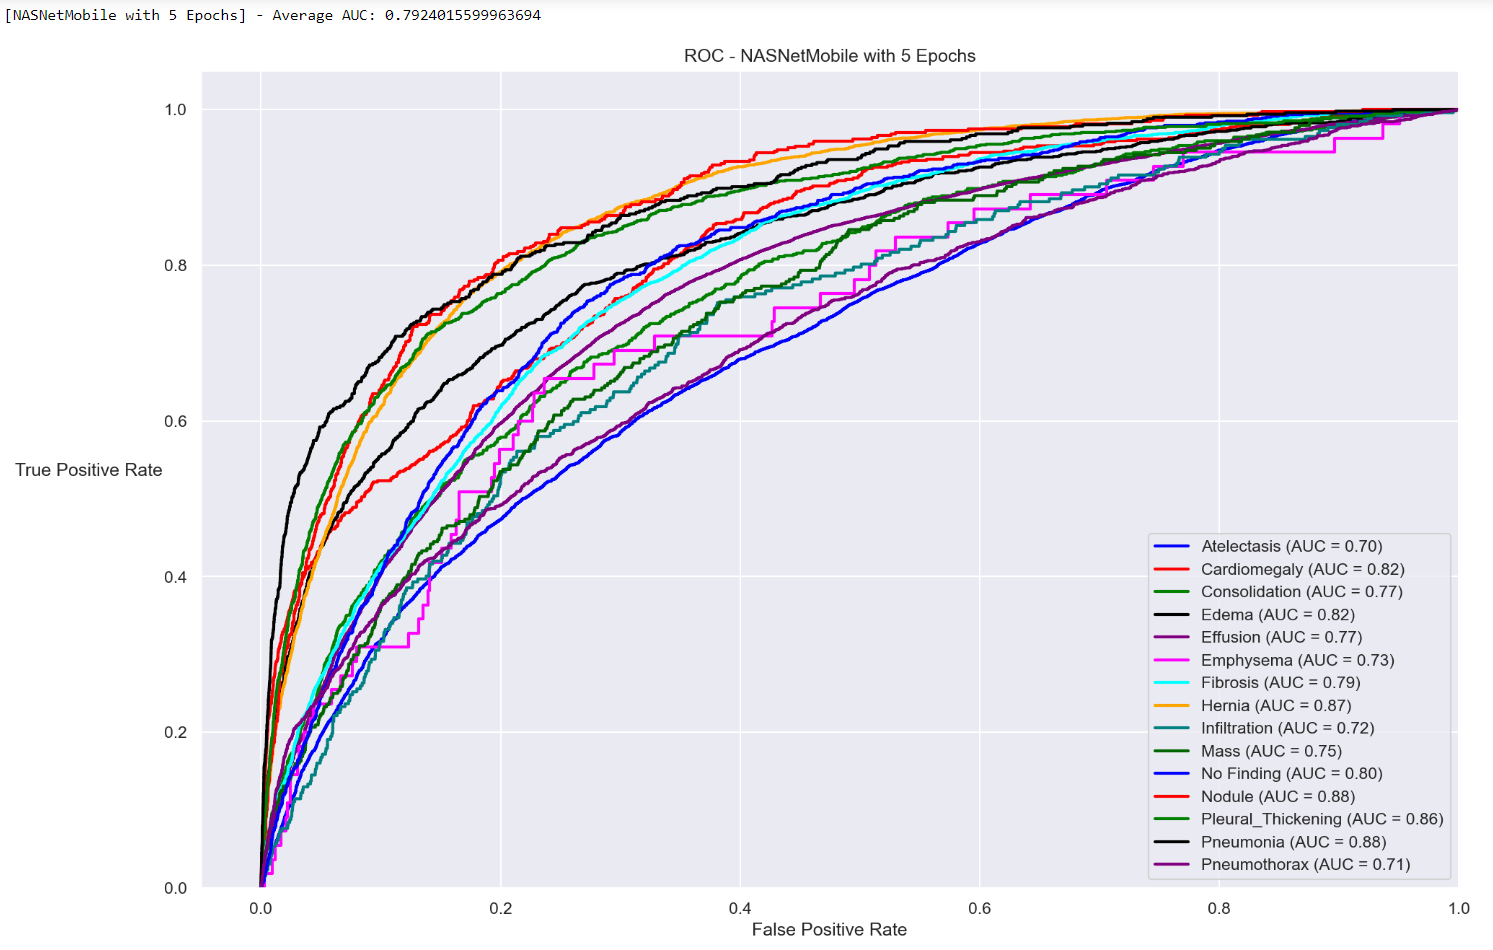 [NASNetMobile with 5 Epochs] - Average AUC: 0.7924015599963694
ROC - NASNetMobile with 5 Epochs
1.0
0.8
0.6
True Positive Rate
0.4
0.2
0.0
Atelectasis (AUC = 0.70)
Cardiomegaly (AUC = 0.82)
Consolidation (AUC = 0.77)
Edema (AUC = 0.82)
Effusion (AUC = 0.77)
Emphysema (AUC = 0.73)
Fibrosis (AUC = 0.79)
Hernia (AUC = 0.87)
Infiltration (AUC = 0.72)
Mass (AUC = 0.75)
No Finding (AUC = 0.80)
Nodule (AUC = 0.88)
Pleural_Thickening (AUC = 0.86)
Pneumonia (AUC = 0.88)
Pneumothorax (AUC = 0.71)
0.0 0.2 0.4 0.6 0.8 1.0
False Positive Rate